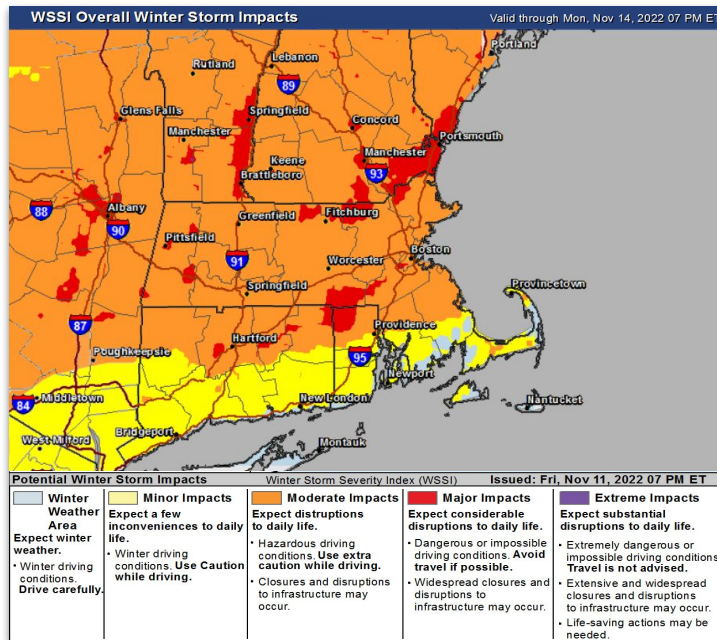 WSSI Overall Winter Storm Impacts
Valid through Mon, Nov 14, 2022 07 PM ET
Portland
Rutland
Lebanon
89
Glens Falls
Springfield
Concord
Manchester
Portsmouth
Keene
Manchester
93
Brattleboro
88
Albany
90
Greenfield
Fitchburg
Pittsfield
91
Worcester
Boston
Springfield
Provincetown
87
Hartford
Providence
Poughkeepsie
95
Newport
84
Middletown
New London
Nantucket
West Milford
Bridgeport
Montauk
Potential Winter Storm Impacts
Winter Storm Severity Index (WSSI)
Issued: Fri, Nov 11, 2022 07 PM ET
Winter
Weather
Area
Expect winter
weather.
• Winter driving
conditions.
Drive carefully.
Minor Impacts
Expect a few
inconveniences to daily
life.
• Winter driving
conditions. Use Caution
while driving.
Moderate Impacts
Expect distruptions
to daily life.
• Hazardous driving
conditions. Use extra
caution while driving.
• Closures and disruptions
to infrastructure may
occur.
Major Impacts
Expect considerable
disruptions to daily life.
• Dangerous or impossible
driving conditions. Avoid
travel if possible.
• Widespread closures and
disruptions to
infrastructure may occur.
Extreme Impacts
Expect substantial
disruptions to daily life.
• Extremely dangerous or
impossible driving conditions
Travel is not advised.
• Extensive and widespread
closures and disruptions
to infrastructure may occur.
• Life-saving actions may be
needed.